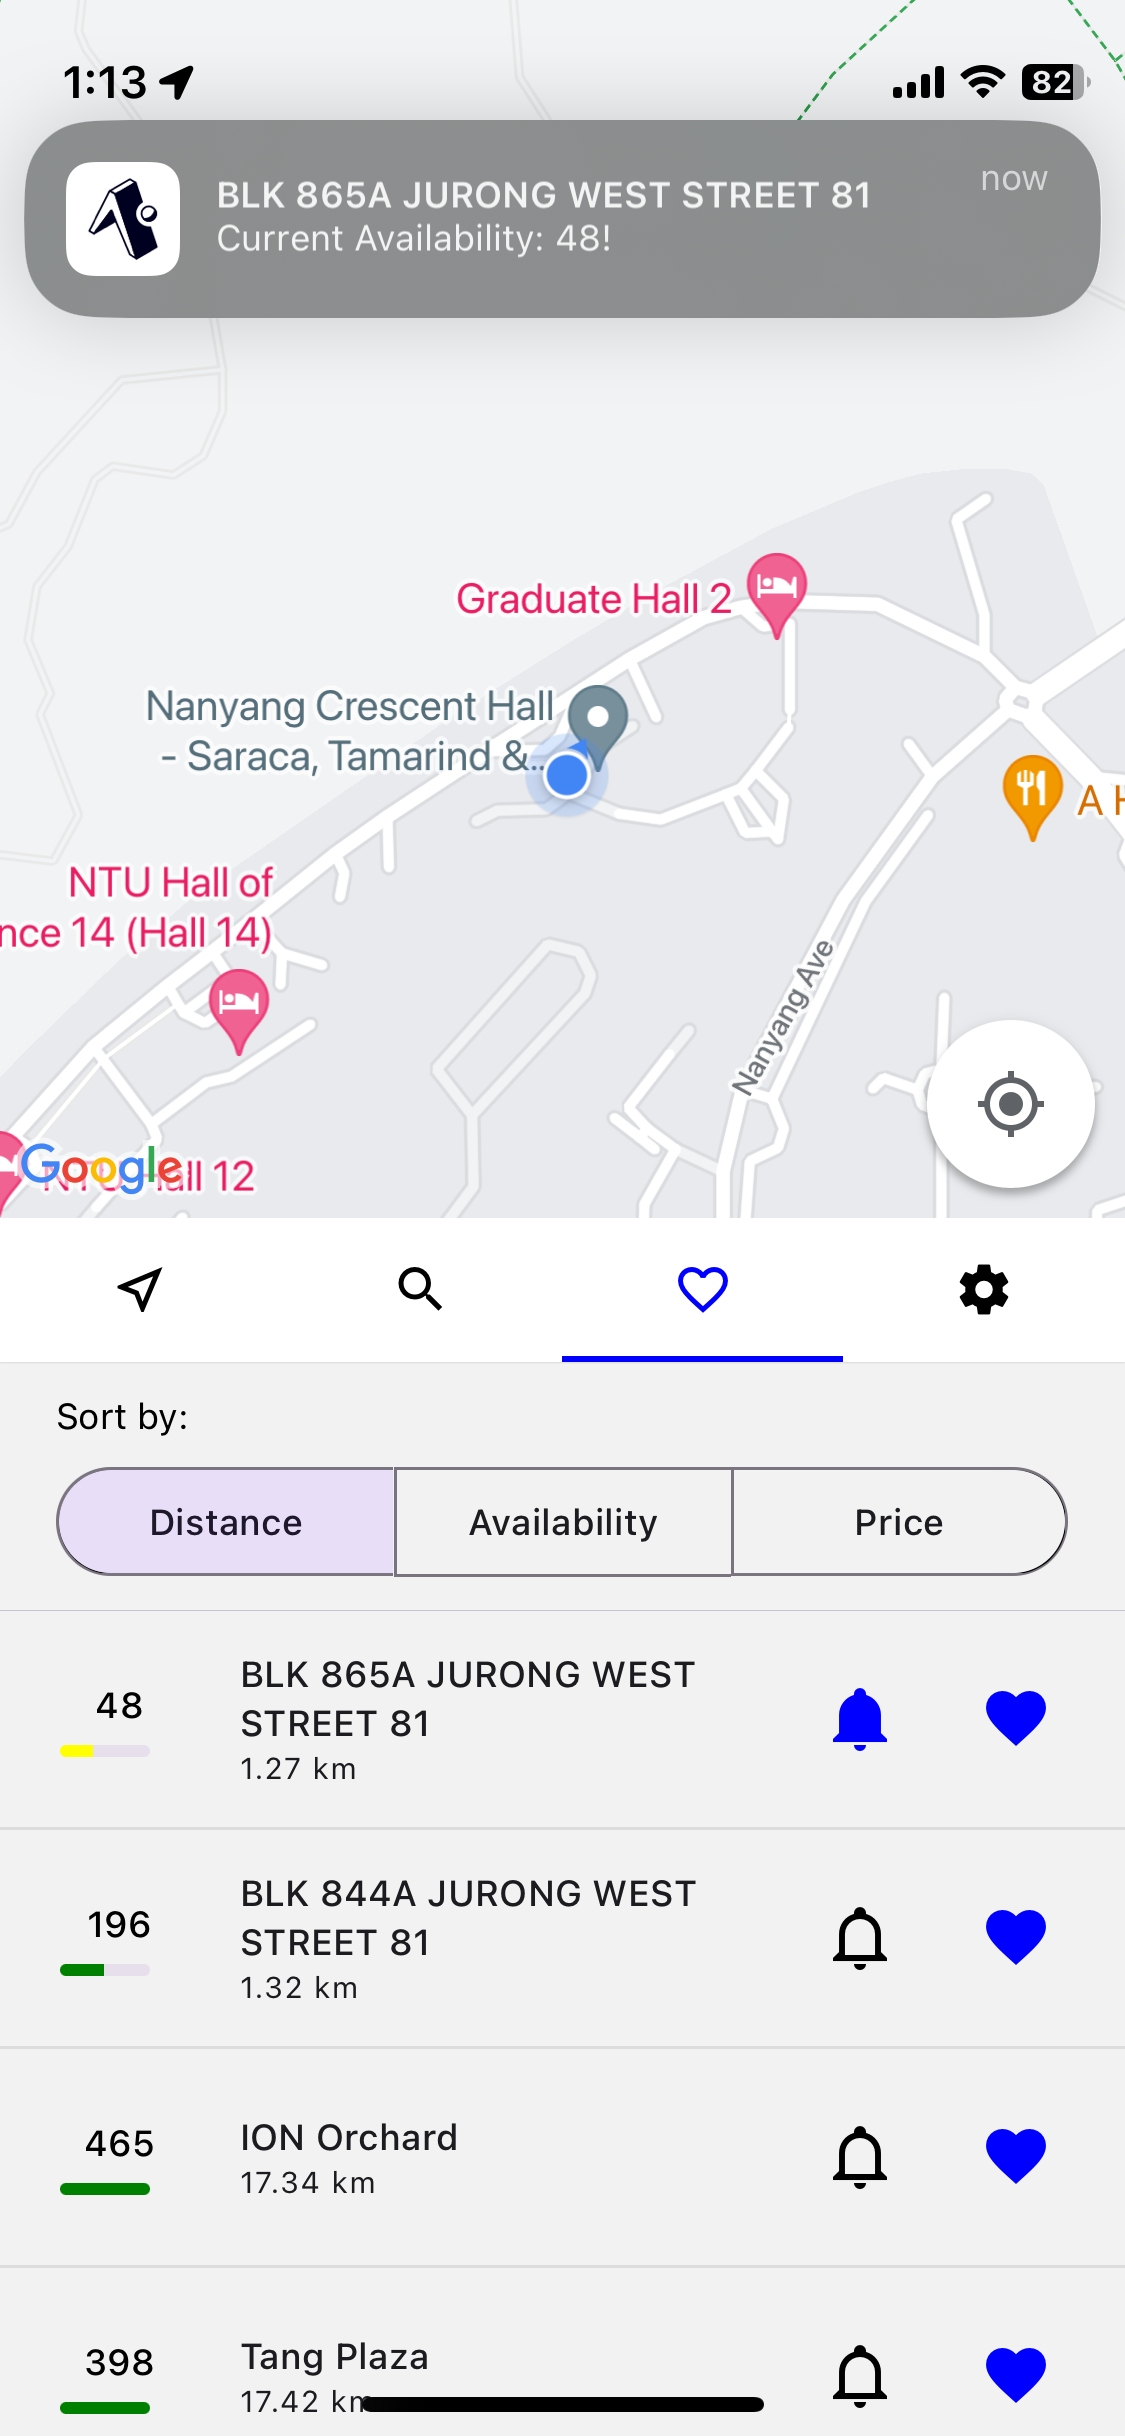 1:13
82
BLK 865A JURONG WEST STREET 81
now
Current Availability: 48!
Graduate Hall 2
Nanyang Crescent Hall
- Saraca, Tamarind &...
A H
NTU Hall of
nce 14 (Hall 14)
Nanyang Ave
Google
NTU Hall 12
Sort by:
Distance
Availability
Price
48
BLK 865A JURONG WEST
STREET 81
1.27 km
196
BLK 844A JURONG WEST
STREET 81
1.32 km
465
ION Orchard
17.34 km
398
Tang Plaza
17.42 km